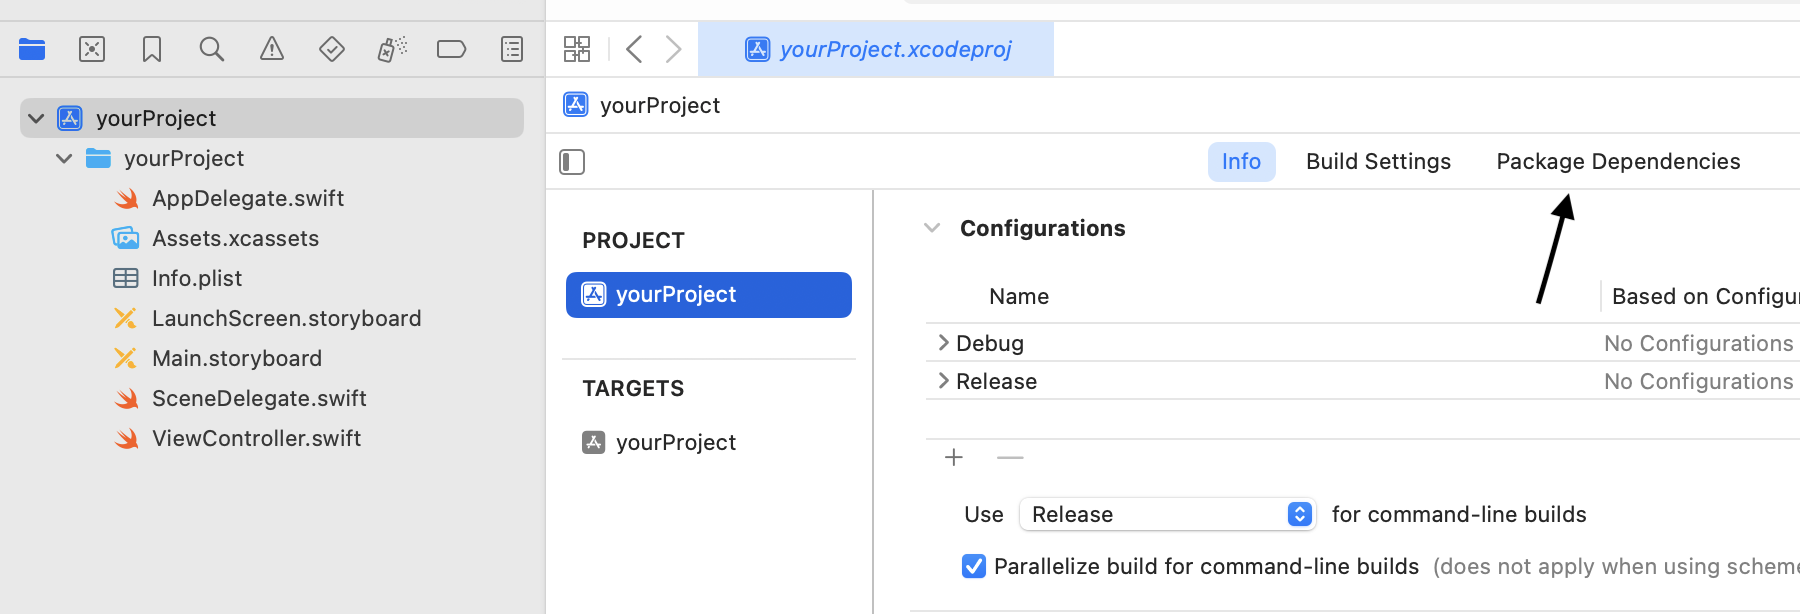 yourProject.xcodeproj
yourProject
yourProject
yourProject
AppDelegate.swift
Assets.xcassets
Info.plist
LaunchScreen.storyboard
Main.storyboard
SceneDelegate.swift
ViewController.swift
Info Build Settings Package Dependencies
PROJECT
yourProject
TARGETS
yourProject
Configurations
Name Based on Configu
Debug No Configurations
Release No Configurations
Use Release for command-line builds
Parallelize build for command-line builds (does not apply when using scheme